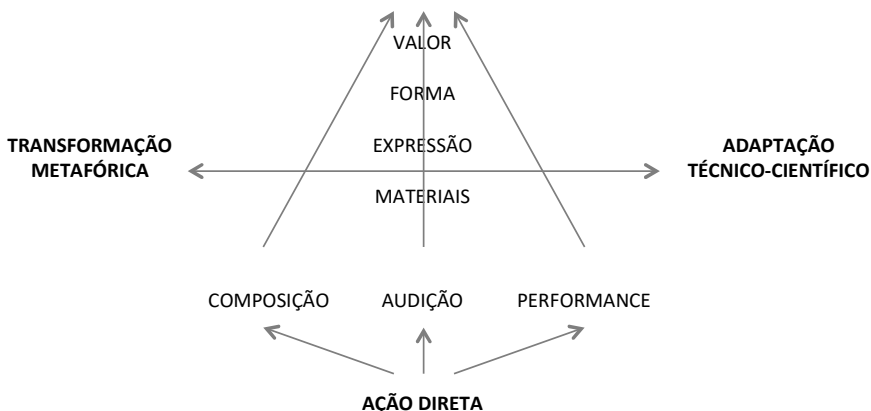 VALOR
FORMA
TRANSFORMAÇÃO
METAFÓRICA
EXPRESSÃO
ADAPTAÇÃO
TÉCNICO-CIENTÍFICO
MATERIAIS
COMPOSIÇÃO
AUDIÇÃO
PERFORMANCE
AÇÃO DIRETA